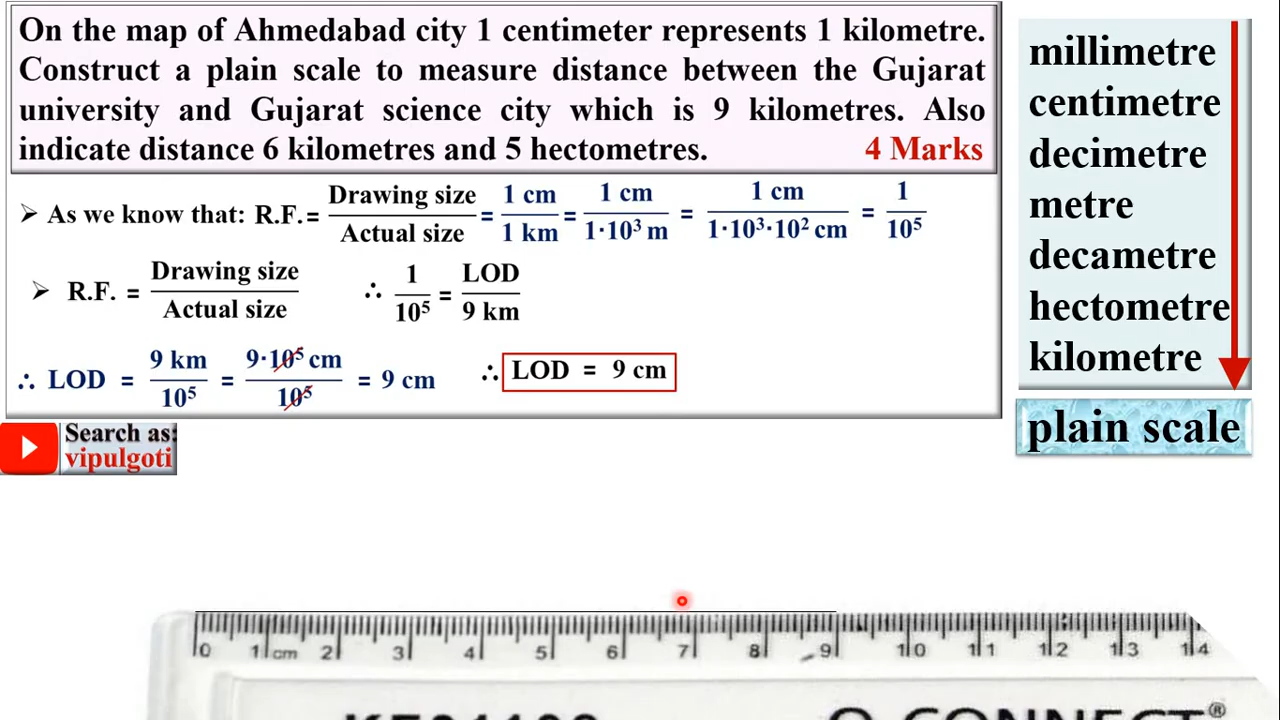 On the map of Ahmedabad city 1 centimeter represents 1 kilometre.
Construct a plain scale to measure distance between the Gujarat
university and Gujarat science city which is 9 kilometres. Also
indicate distance 6 kilometres and 5 hectometres. 4 Marks
➢ As we know that: R.F. = Drawing size / Actual size = 1 cm / 1 km = 1 cm / 1·10³ m = 1 cm / 1·10³·10² cm = 1 / 10⁵
➢ R.F. = Drawing size / Actual size ∴ 1 / 10⁵ = LOD / 9 km
∴ LOD = 9 km / 10⁵ = 9·10⁵ cm / 10⁵ = 9 cm ∴ LOD = 9 cm
millimetre
centimetre
decimetre
metre
decametre
hectometre
kilometre
plain scale
Search as:
vipulgoti
0 1 cm 2 3 4 5 6 7 8 9 10 11 12 13 14
Q-CONNECT®